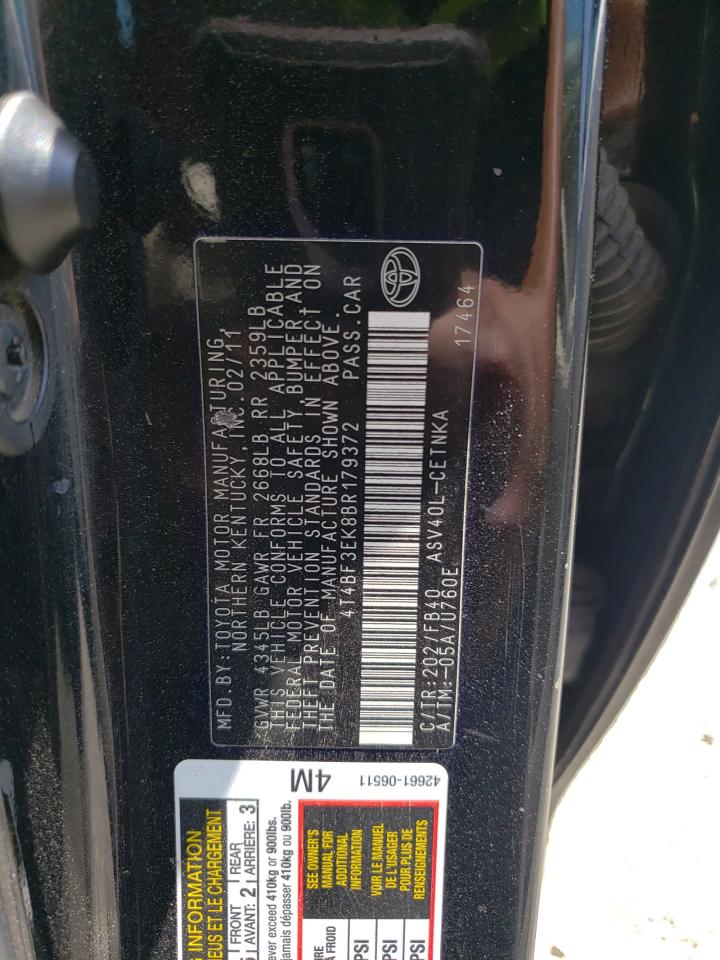 MFD.BY:TOYOTA MOTOR MANUFACTURING,
NORTHERN KENTUCKY, INC. 02/11
GVWR 4345LB GAWR FR 2668LB RR 2359LB
THIS VEHICLE CONFORMS TO ALL APPLICABLE
FEDERAL MOTOR VEHICLE SAFETY, BUMPER AND
THEFT PREVENTION STANDARDS IN EFFECT ON
THE DATE OF MANUFACTURE SHOWN ABOVE.
4T4BF3EK8BR179372 PASS.CAR
C/TR:202/FB40 ASV40L-CETNKA
A/TM:-05A/U760E 17464
4M
42661-06511
INFORMATION
ET LE CHARGEMENT
FRONT
AVANT: 2
REAR
ARRIÈRE: 3
exceed 410kg or 900lbs.
jamais dépasser 410kg ou 900lb.
SEE OWNER'S
MANUAL FOR
ADDITIONAL
INFORMATION
VOIR LE MANUEL
DE L'USAGER
POUR PLUS DE
RENSEIGNEMENTS
À FROID
PSI
PSI
PSI